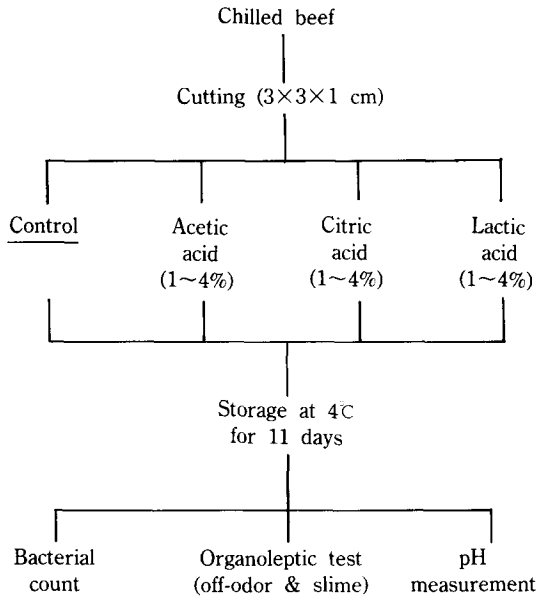 Chilled beef
Cutting (3×3×1 cm)
Control
Acetic
acid
(1~4%)
Citric
acid
(1~4%)
Lactic
acid
(1~4%)
Storage at 4℃
for 11 days
Bacterial
count
Organoleptic test
(off-odor & slime)
pH
measurement